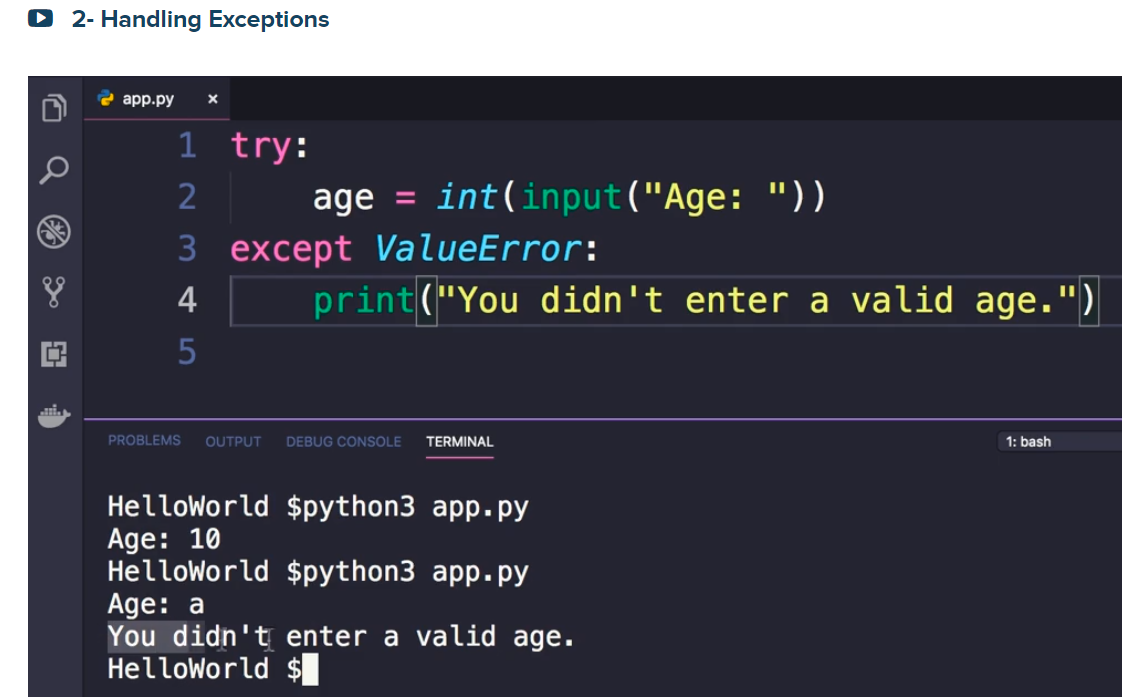 2- Handling Exceptions
app.py ×
1 try:
2     age = int(input("Age: "))
3 except ValueError:
4     print("You didn't enter a valid age.")
5
PROBLEMS OUTPUT DEBUG CONSOLE TERMINAL 1: bash
HelloWorld $python3 app.py
Age: 10
HelloWorld $python3 app.py
Age: a
You didn't enter a valid age.
HelloWorld $